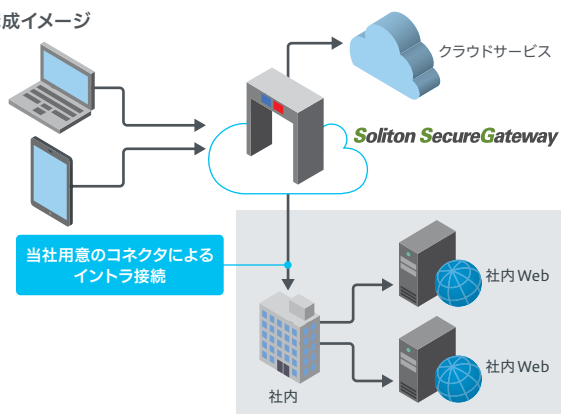 成イメージ
クラウドサービス
Soliton SecureGateway
当社用意のコネクタによる
イントラ接続
社内Web
社内Web
社内